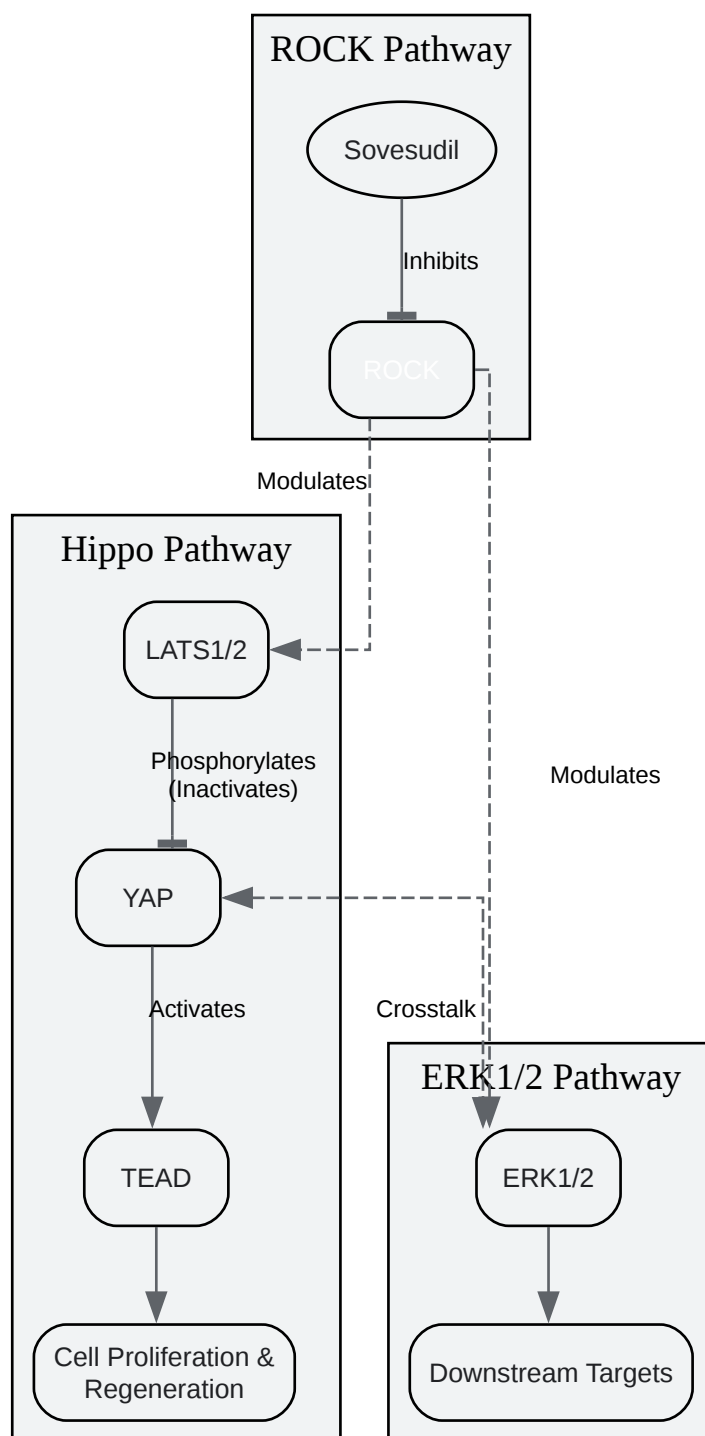 ROCK Pathway
Sovesudil
Inhibits
ROCK
Modulates
Hippo Pathway
LATS1/2
Phosphorylates
(Inactivates)
Modulates
YAP
Activates
Crosstalk
ERK1/2 Pathway
TEAD
ERK1/2
Cell Proliferation &
Regeneration
Downstream Targets